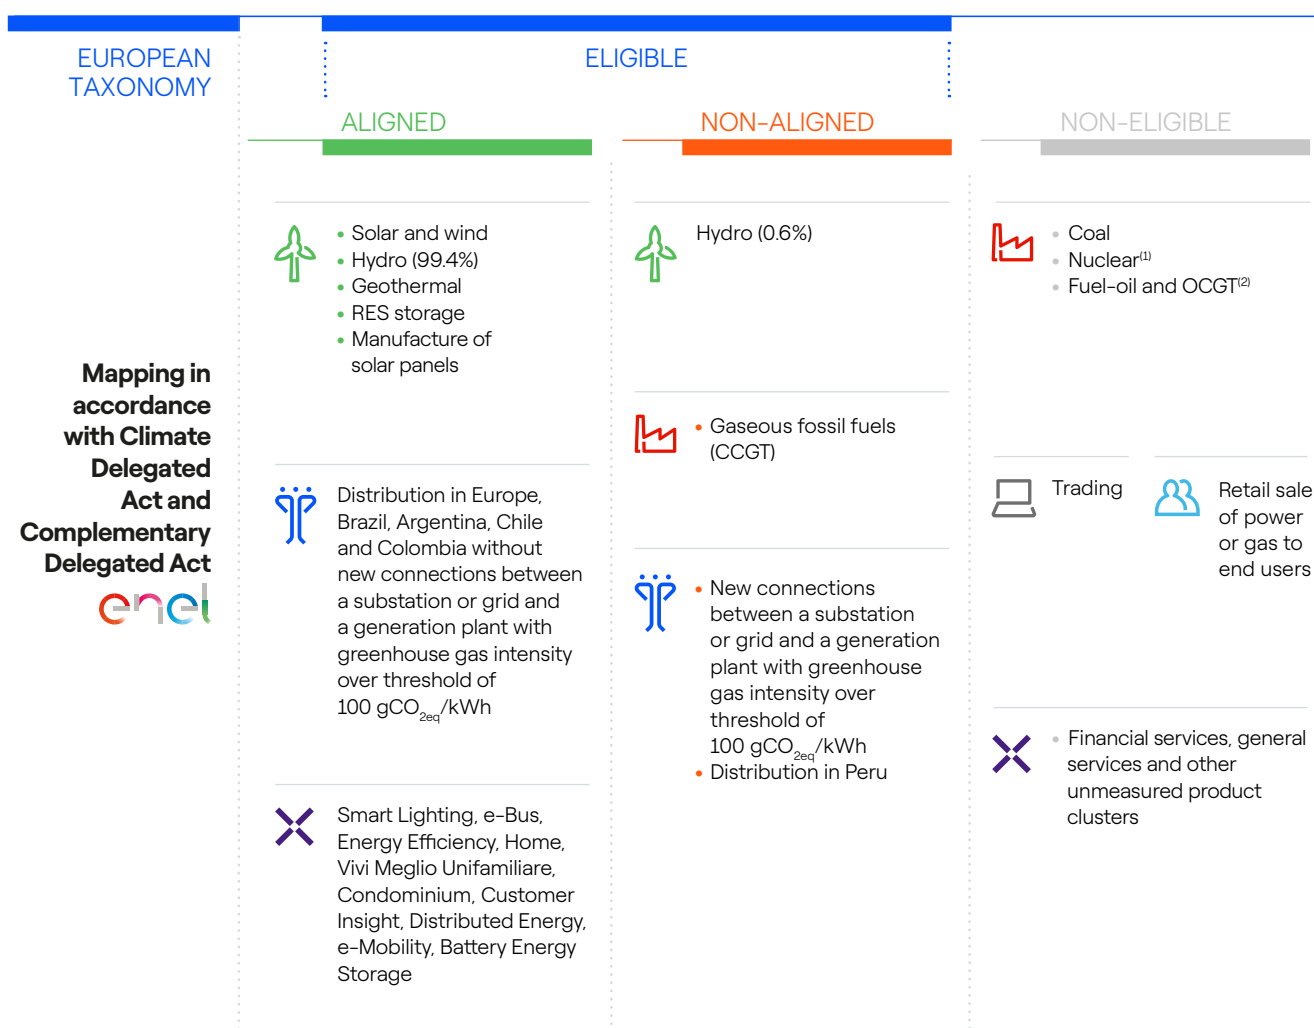 EUROPEAN
TAXONOMY
ELIGIBLE
ALIGNED
NON-ALIGNED
NON-ELIGIBLE
Mapping in
accordance
with Climate
Delegated
Act and
Complementary
Delegated Act
enel
• Solar and wind
• Hydro (99.4%)
• Geothermal
• RES storage
• Manufacture of
solar panels
Distribution in Europe,
Brazil, Argentina, Chile
and Colombia without
new connections between
a substation or grid and
a generation plant with
greenhouse gas intensity
over threshold of
100 gCO2eq/kWh
Smart Lighting, e-Bus,
Energy Efficiency, Home,
Vivi Meglio Unifamiliare,
Condominium, Customer
Insight, Distributed Energy,
e-Mobility, Battery Energy
Storage
Hydro (0.6%)
• Gaseous fossil fuels
(CCGT)
• New connections
between a substation
or grid and a generation
plant with greenhouse
gas intensity over
threshold of
100 gCO2eq/kWh
• Distribution in Peru
• Coal
• Nuclear(1)
• Fuel-oil and OCGT(2)
Trading
Retail sale
of power
or gas to
end users
• Financial services, general
services and other
unmeasured product
clusters